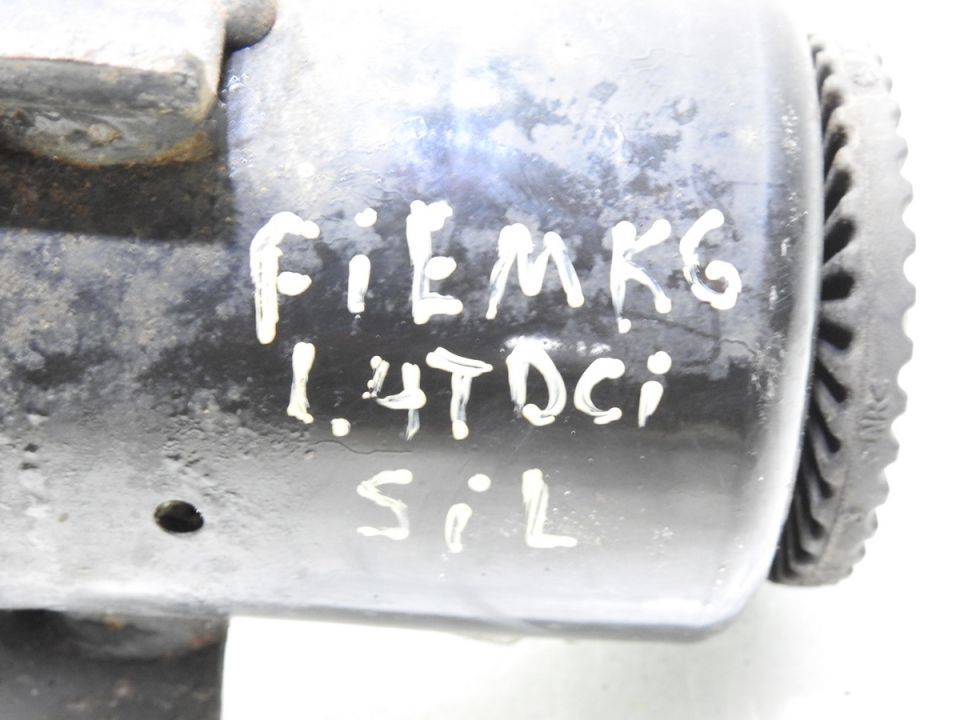 FiEMKG
1.4TDCi
SiL